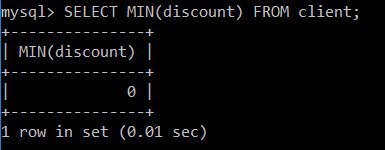 mysql> SELECT MIN(discount) FROM client;
+---------------+
| MIN(discount) |
+---------------+
|             0 |
+---------------+
1 row in set (0.01 sec)